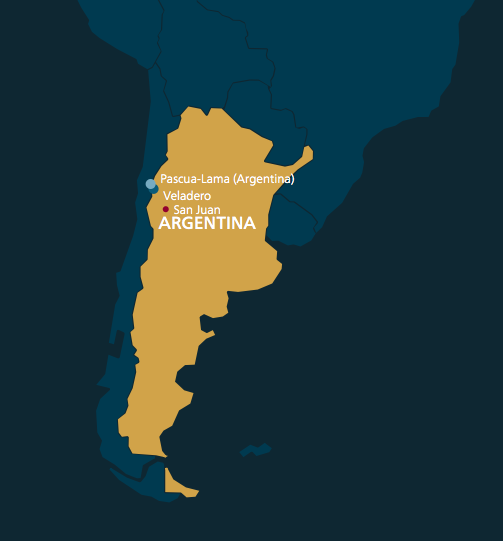 Pascua-Lama (Argentina)
Veladero
San Juan
ARGENTINA